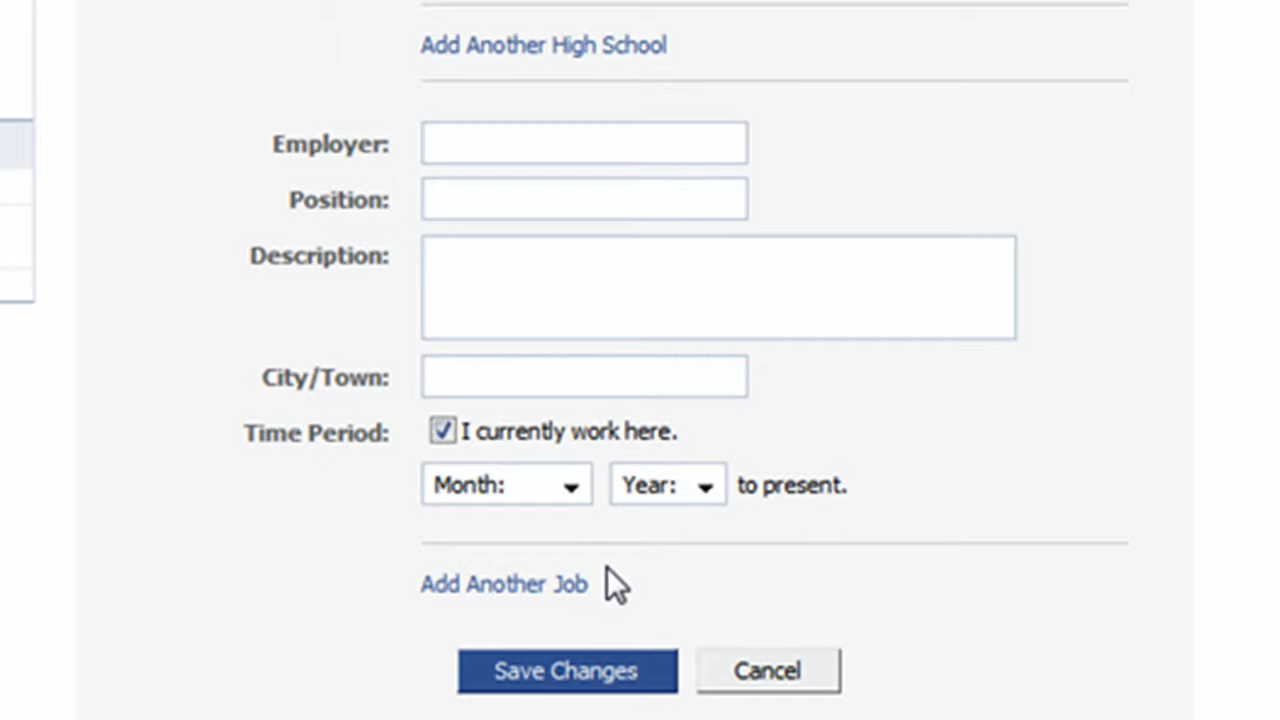 Add Another High School
Employer:
Position:
Description:
City/Town:
Time Period: I currently work here.
Month: Year: to present.
Add Another Job
Save Changes Cancel